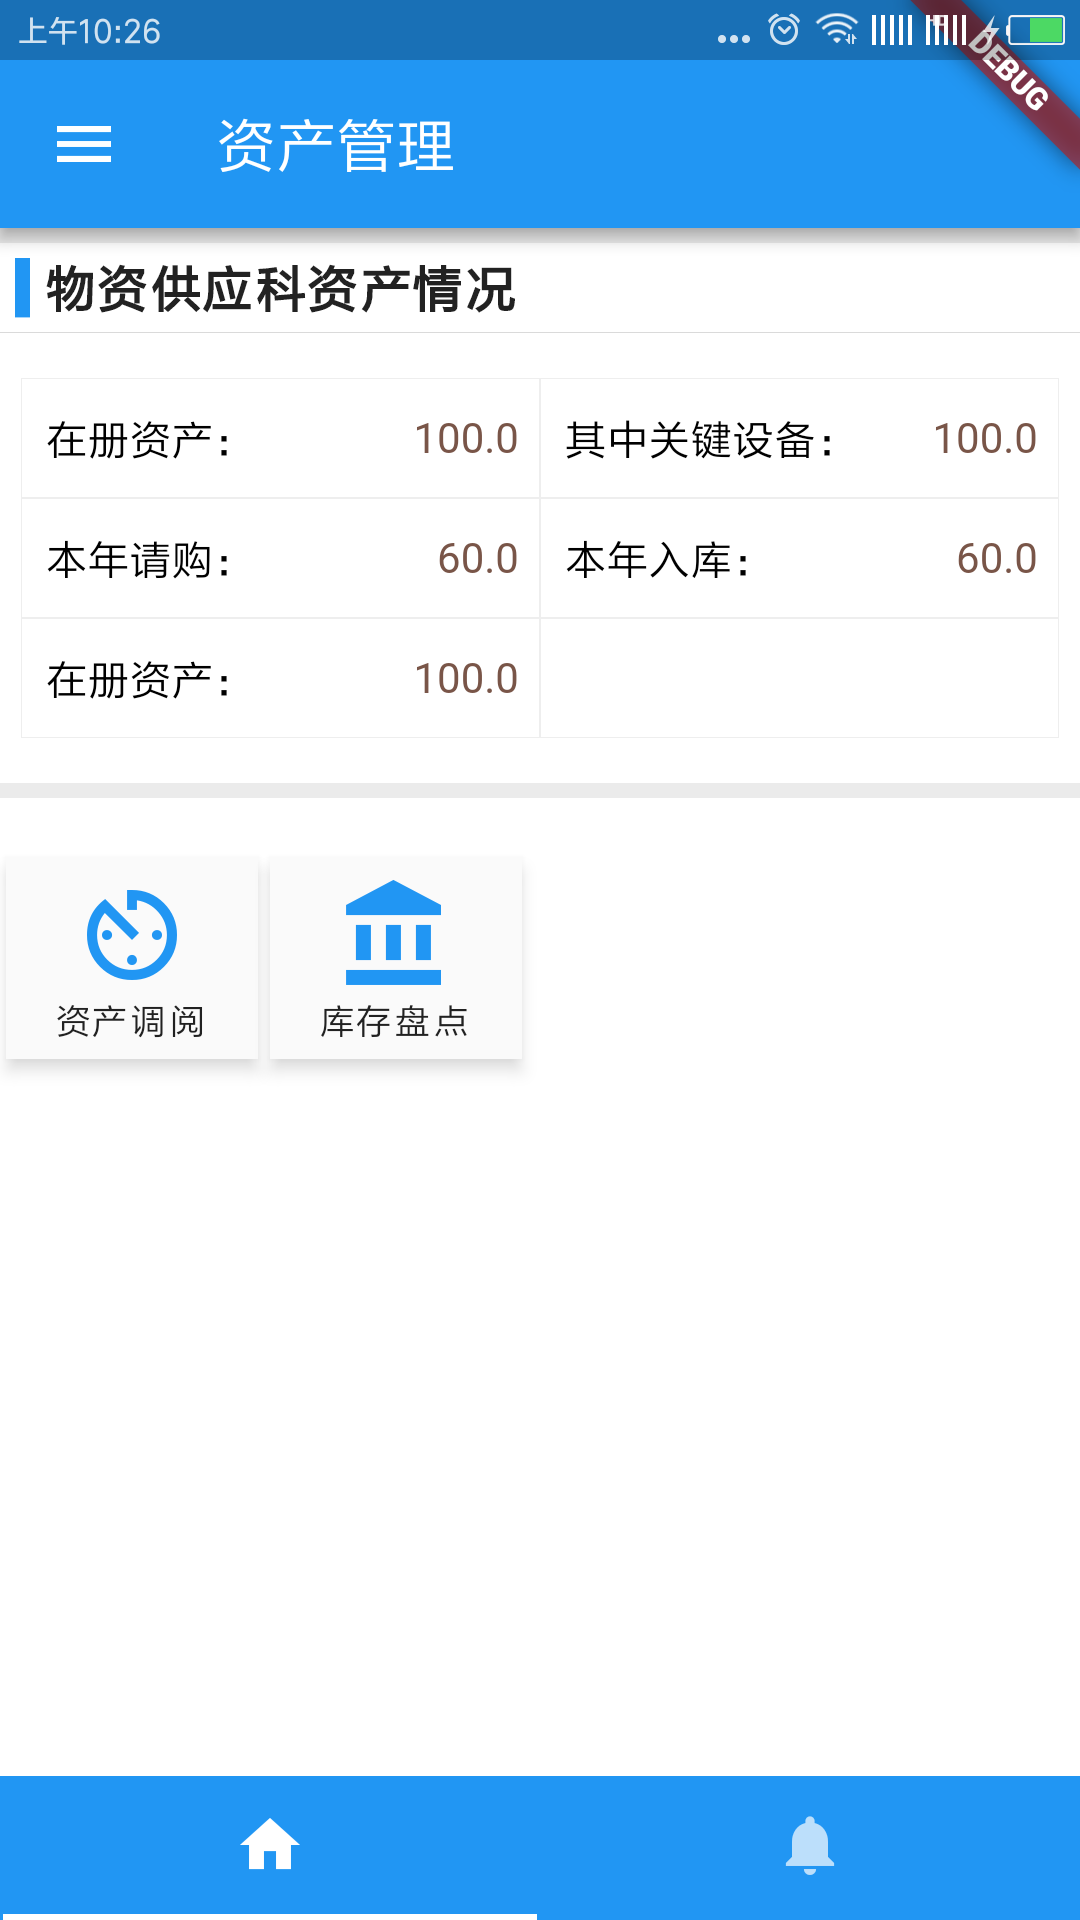 上午10:26
DEBUG
资产管理
物资供应科资产情况
在册资产: 100.0 其中关键设备: 100.0
本年请购: 60.0 本年入库: 60.0
在册资产: 100.0
资产调阅 库存盘点